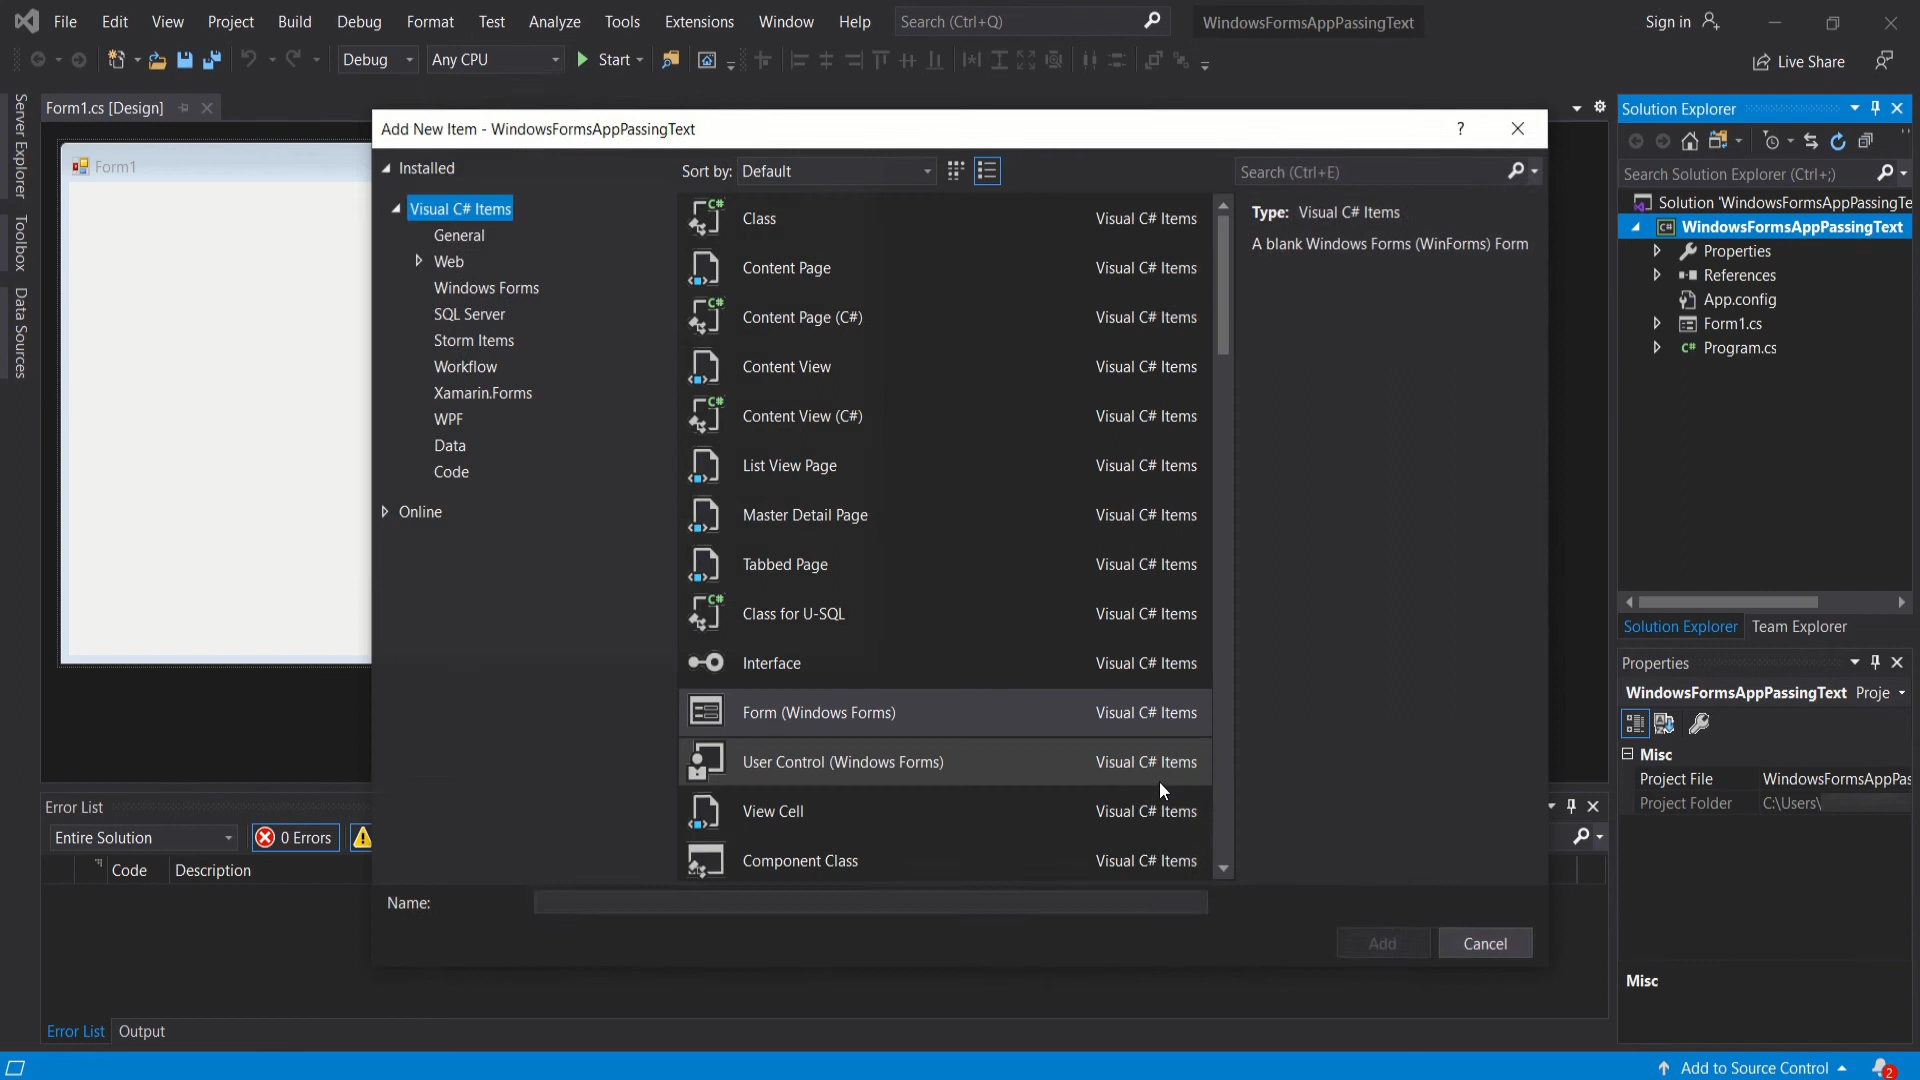 File Edit View Project Build Debug Format Test Analyze Tools Extensions Window Help Search (Ctrl+Q) WindowsFormsAppPassingText Sign in
Debug Any CPU Start Live Share
Server Explorer
Toolbox
Data Sources
Form1.cs [Design]
Form1
Add New Item - WindowsFormsAppPassingText ?
Installed
Visual C# Items
General
Web
Windows Forms
SQL Server
Storm Items
Workflow
Xamarin.Forms
WPF
Data
Code
Online
Sort by: Default
Search (Ctrl+E)
Class Visual C# Items
Content Page Visual C# Items
Content Page (C#) Visual C# Items
Content View Visual C# Items
Content View (C#) Visual C# Items
List View Page Visual C# Items
Master Detail Page Visual C# Items
Tabbed Page Visual C# Items
Class for U-SQL Visual C# Items
Interface Visual C# Items
Form (Windows Forms) Visual C# Items
User Control (Windows Forms) Visual C# Items
View Cell Visual C# Items
Component Class Visual C# Items
Type: Visual C# Items
A blank Windows Forms (WinForms) Form
Name:
Add Cancel
Solution Explorer
Search Solution Explorer (Ctrl+;)
Solution 'WindowsFormsAppPassingTe
C# WindowsFormsAppPassingText
Properties
References
App.config
Form1.cs
C# Program.cs
Solution Explorer Team Explorer
Properties
WindowsFormsAppPassingText Proje
Misc
Project File WindowsFormsAppPas
Project Folder C:\Users\
Misc
Error List
Entire Solution 0 Errors
Code Description
Error List Output
Add to Source Control 2